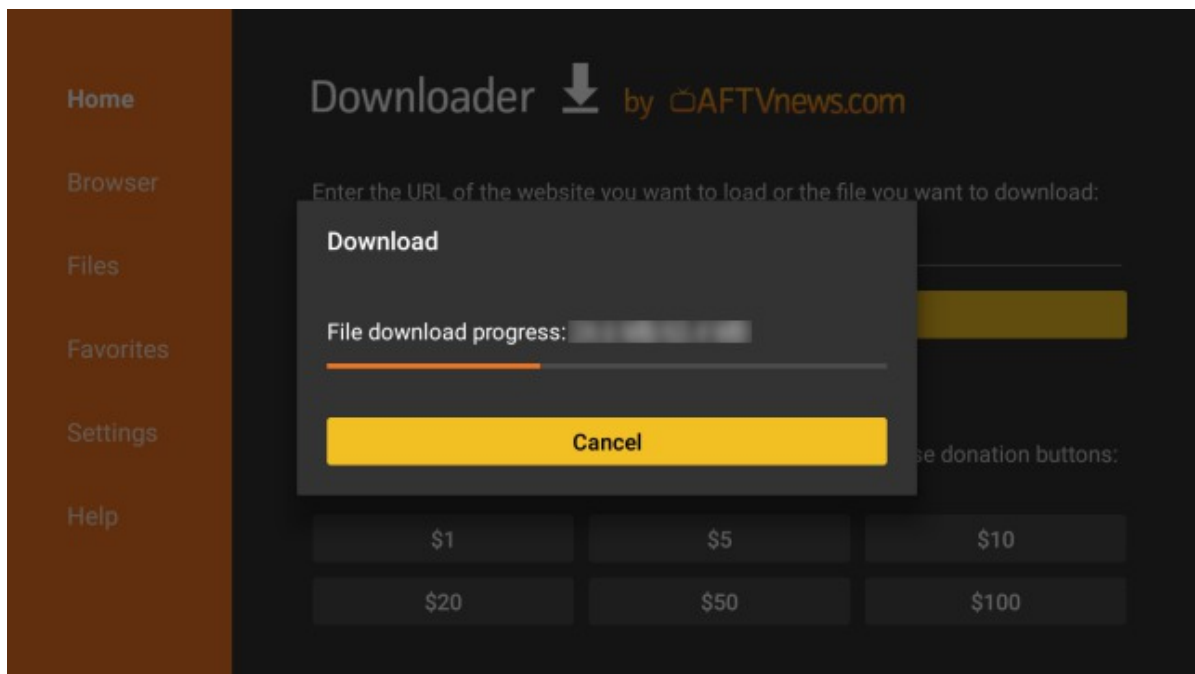 Home
Browser
Files
Favorites
Settings
Help
Downloader by AFTVnews.com
Enter the URL of the website you want to load or the file you want to download:
Download
File download progress:
Cancel
se donation buttons:
$1 $5 $10
$20 $50 $100